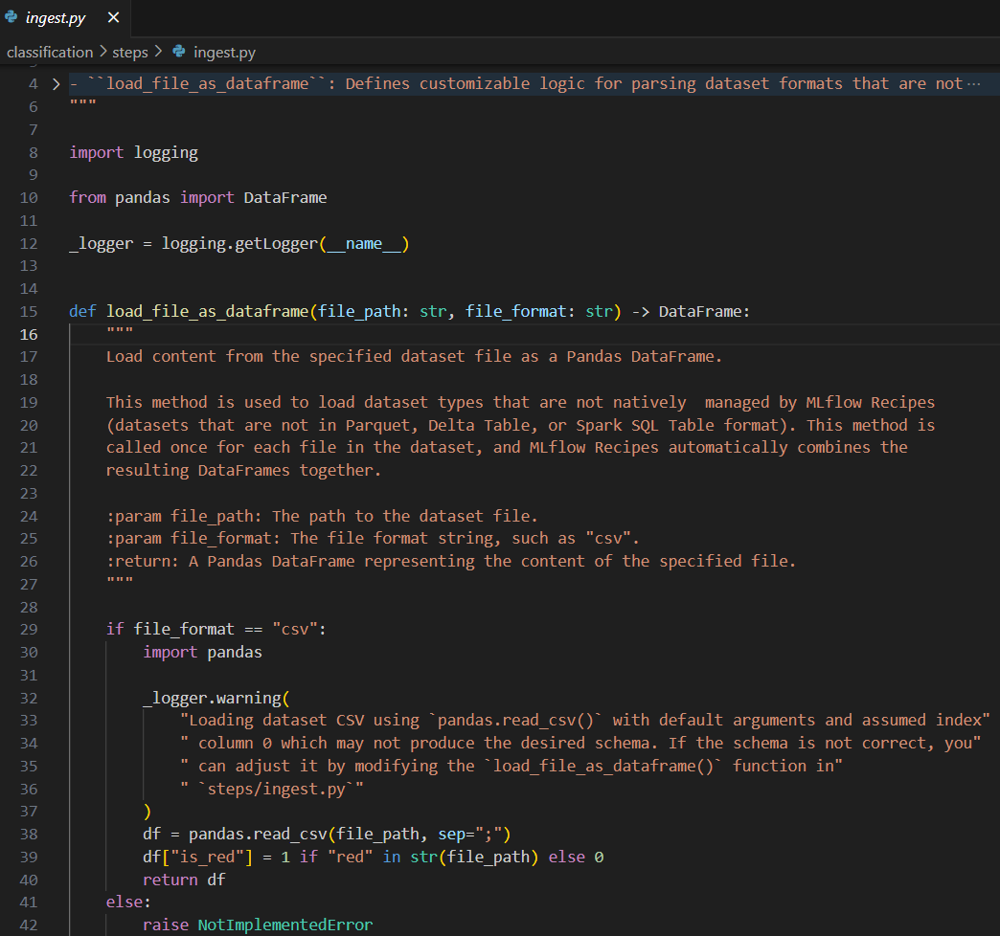 ingest.py ×
classification > steps > ingest.py
4 > - ``load_file_as_dataframe``: Defines customizable logic for parsing dataset formats that are not···
6 """
7
8 import logging
9
10 from pandas import DataFrame
11
12 _logger = logging.getLogger(__name__)
13
14
15 def load_file_as_dataframe(file_path: str, file_format: str) -> DataFrame:
16     """
17     Load content from the specified dataset file as a Pandas DataFrame.
18
19     This method is used to load dataset types that are not natively  managed by MLflow Recipes
20     (datasets that are not in Parquet, Delta Table, or Spark SQL Table format). This method is
21     called once for each file in the dataset, and MLflow Recipes automatically combines the
22     resulting DataFrames together.
23
24     :param file_path: The path to the dataset file.
25     :param file_format: The file format string, such as "csv".
26     :return: A Pandas DataFrame representing the content of the specified file.
27     """
28
29     if file_format == "csv":
30         import pandas
31
32         _logger.warning(
33             "Loading dataset CSV using `pandas.read_csv()` with default arguments and assumed index"
34             " column 0 which may not produce the desired schema. If the schema is not correct, you"
35             " can adjust it by modifying the `load_file_as_dataframe()` function in"
36             " `steps/ingest.py`"
37         )
38         df = pandas.read_csv(file_path, sep=";")
39         df["is_red"] = 1 if "red" in str(file_path) else 0
40         return df
41     else:
42         raise NotImplementedError